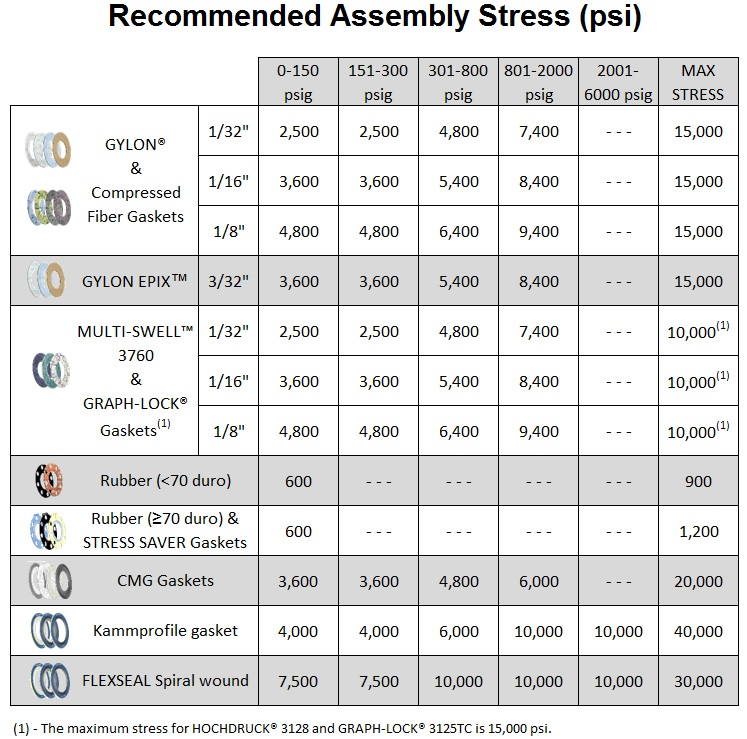 Recommended Assembly Stress (psi)
0-150 psig 151-300 psig 301-800 psig 801-2000 psig 2001-6000 psig MAX STRESS
GYLON® & Compressed Fiber Gaskets
1/32" 2,500 2,500 4,800 7,400 --- 15,000
1/16" 3,600 3,600 5,400 8,400 --- 15,000
1/8" 4,800 4,800 6,400 9,400 --- 15,000
GYLON EPIX™ 3/32" 3,600 3,600 5,400 8,400 --- 15,000
MULTI-SWELL™ 3760 & GRAPH-LOCK® Gaskets(1)
1/32" 2,500 2,500 4,800 7,400 --- 10,000(1)
1/16" 3,600 3,600 5,400 8,400 --- 10,000(1)
1/8" 4,800 4,800 6,400 9,400 --- 10,000(1)
Rubber (<70 duro) 600 --- --- --- --- 900
Rubber (≥70 duro) & STRESS SAVER Gaskets 600 --- --- --- --- 1,200
CMG Gaskets 3,600 3,600 4,800 6,000 --- 20,000
Kammprofile gasket 4,000 4,000 6,000 10,000 10,000 40,000
FLEXSEAL Spiral wound 7,500 7,500 10,000 10,000 10,000 30,000
(1) - The maximum stress for HOCHDRUCK® 3128 and GRAPH-LOCK® 3125TC is 15,000 psi.